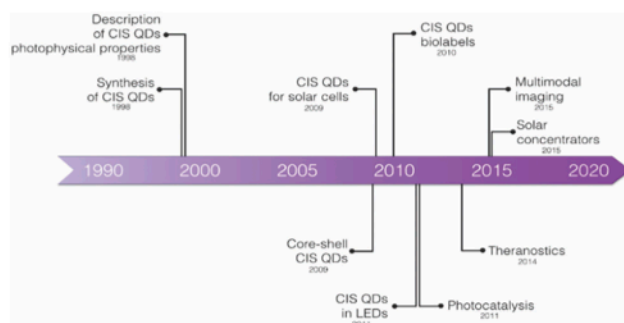 Description
of CIS QDs
photophysical properties
1998
Synthesis
of CIS QDs
1998
CIS QDs
for solar cells
2009
CIS QDs
biolabels
2010
Multimodal
imaging
2015
Solar
concentrators
2015
1990 2000 2005 2010 2015 2020
Core-shell
CIS QDs
2009
CIS QDs
in LEDs
Photocatalysis
2011
Theranostics
2014